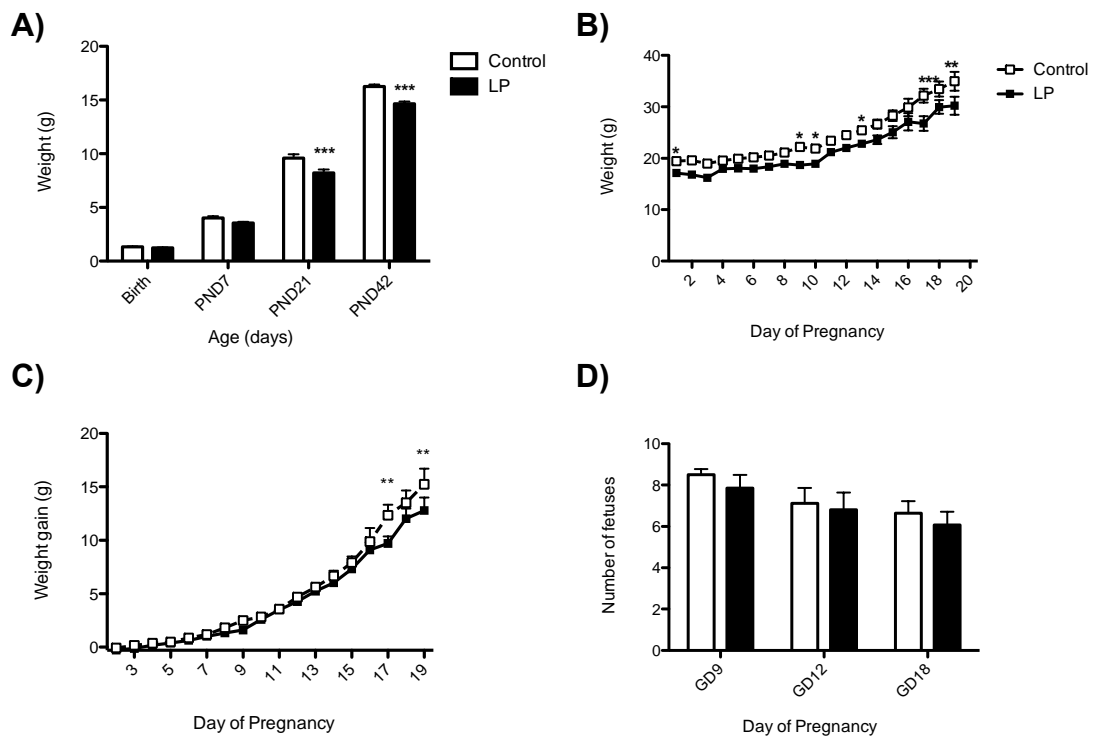 A)
20
15
10
5
0
Weight (g)
Birth
PND7
PND21
PND42
***
***
Age (days)
Control
LP
B)
40
30
20
10
0
Weight (g)
*
*
*
*
***
**
2
4
6
8
10
12
14
16
18
20
Day of Pregnancy
Control
LP
C)
20
15
10
5
0
Weight gain (g)
**
**
3
5
7
9
11
13
15
17
19
Day of Pregnancy
D)
10
8
6
4
2
0
Number of fetuses
GD9
GD12
GD18
Day of Pregnancy